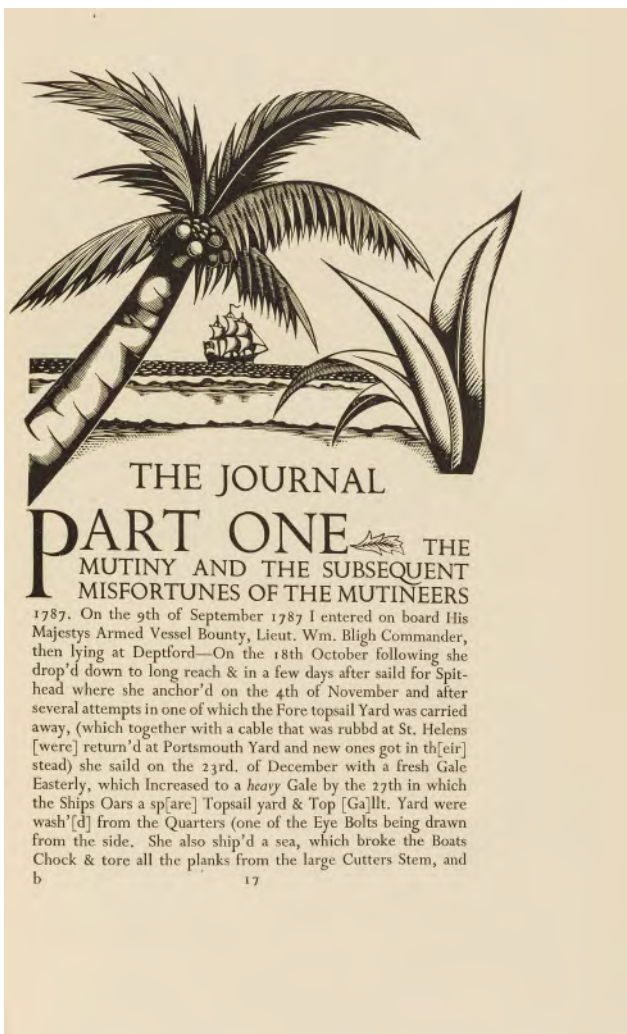 THE JOURNAL
PART ONE THE
MUTINY AND THE SUBSEQUENT
MISFORTUNES OF THE MUTINEERS
1787. On the 9th of September 1787 I entered on board His
Majestys Armed Vessel Bounty, Lieut. Wm. Bligh Commander,
then lying at Deptford—On the 18th October following she
drop'd down to long reach & in a few days after saild for Spit-
head where she anchor'd on the 4th of November and after
several attempts in one of which the Fore topsail Yard was carried
away, (which together with a cable that was rubbd at St. Helens
[were] return'd at Portsmouth Yard and new ones got in th[eir]
stead) she saild on the 23rd. of December with a fresh Gale
Easterly, which Increased to a heavy Gale by the 27th in which
the Ships Oars a sp[are] Topsail yard & Top [Ga]llt. Yard were
wash'[d] from the Quarters (one of the Eye Bolts being drawn
from the side. She also ship'd a sea, which broke the Boats
Chock & tore all the planks from the large Cutters Stem, and
b 17